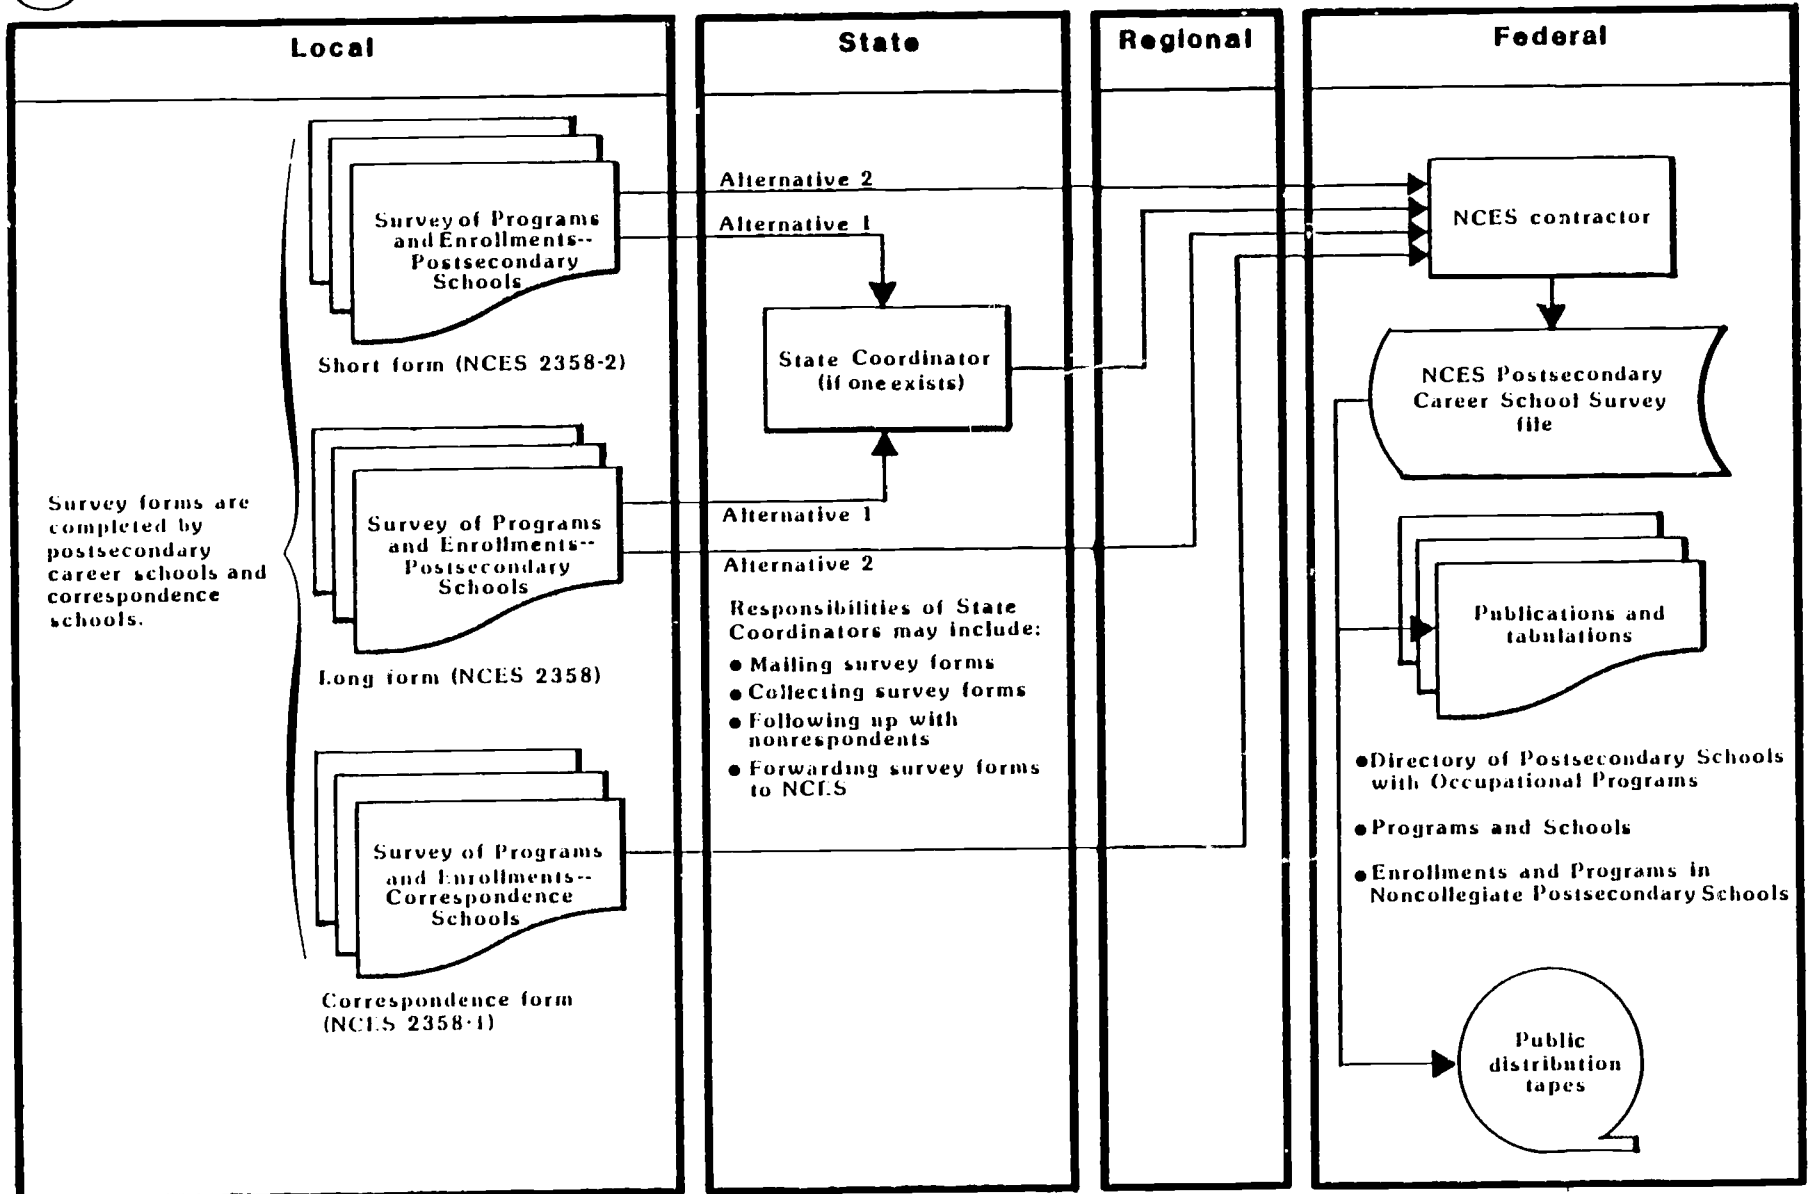 Local
State
Regional
Federal
Survey forms are
completed by
postsecondary
career schools and
correspondence
schools.
Survey of Programs
and Enrollments--
Postsecondary
Schools
Short form (NCES 2358-2)
Survey of Programs
and Enrollments--
Postsecondary
Schools
Long form (NCES 2358)
Survey of Programs
and Enrollments--
Correspondence
Schools
Correspondence form
(NCES 2358-1)
Alternative 2
Alternative 1
State Coordinator
(if one exists)
Alternative 1
Alternative 2
Responsibilities of State
Coordinators may include:
● Mailing survey forms
● Collecting survey forms
● Following up with
nonrespondents
● Forwarding survey forms
to NCES
NCES contractor
NCES Postsecondary
Career School Survey
file
Publications and
tabulations
● Directory of Postsecondary Schools
with Occupational Programs
● Programs and Schools
● Enrollments and Programs in
Noncollegiate Postsecondary Schools
Public
distribution
tapes